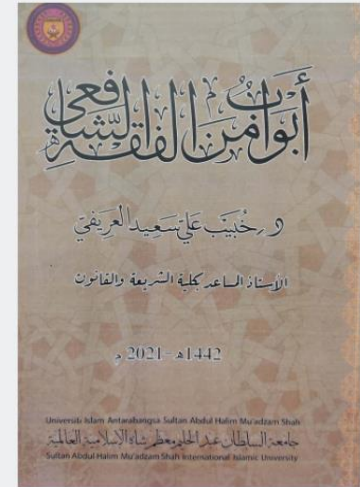 أبواب من الفقه الشافعي
د. خبيب علي سعيد العريفي
الأستاذ المساعد بكلية الشريعة والقانون
1442هـ - 2021 م
Universiti Islam Antarabangsa Sultan Abdul Halim Mu'adzam Shah
جامعة السلطان عبد الحليم معظم شاه الإسلامية العالمية
Sultan Abdul Halim Mu'adzam Shah International Islamic University